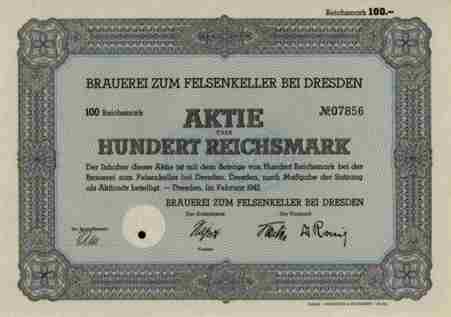 Reichsmark 100.–
BRAUEREI ZUM FELSENKELLER BEI DRESDEN
100 Reichsmark
AKTIE
№07856
ÜBER
HUNDERT REICHSMARK
Der Inhaber dieser Aktie ist mit dem Betrage von Hundert Reichsmark bei der
Brauerei zum Felsenkeller bei Dresden, Dresden, nach Maßgabe der Satzung
als Aktionär beteiligt. — Dresden, im Februar 1942.
BRAUEREI ZUM FELSENKELLER BEI DRESDEN
Der Aufsichtsrat
Der Vorstand